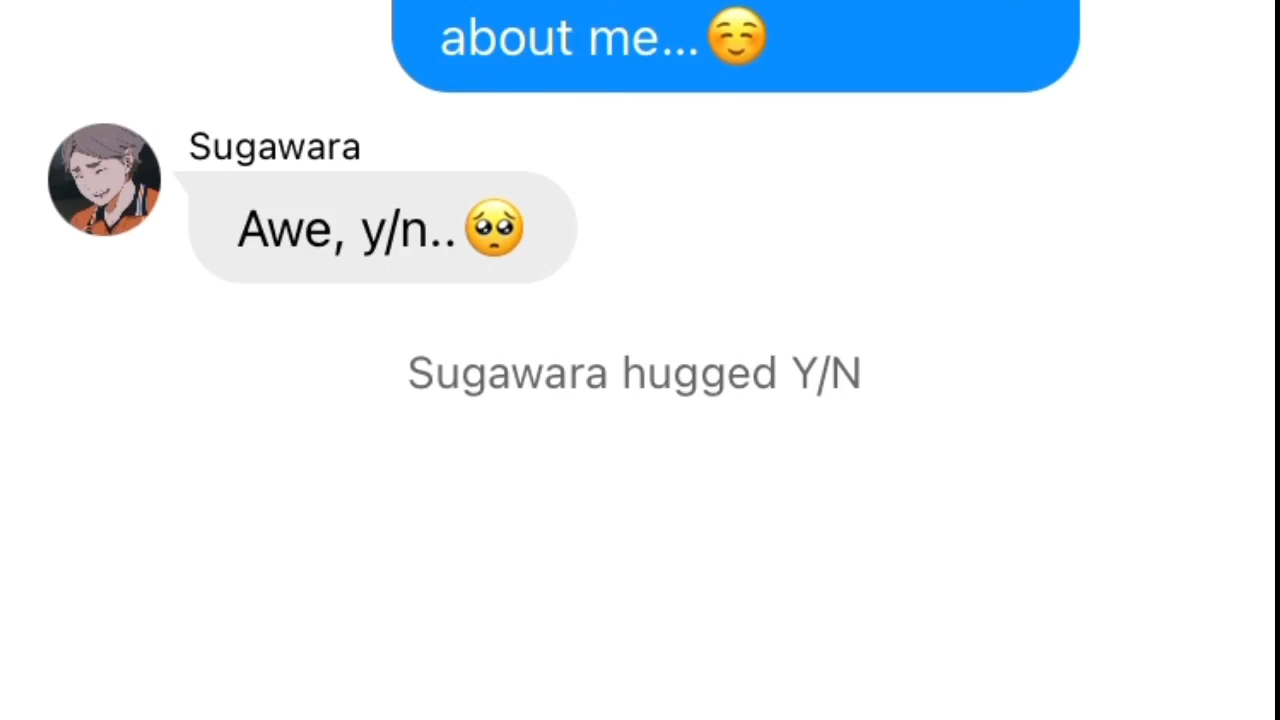 about me...☺️
Sugawara
Awe, y/n..🥺
Sugawara hugged Y/N